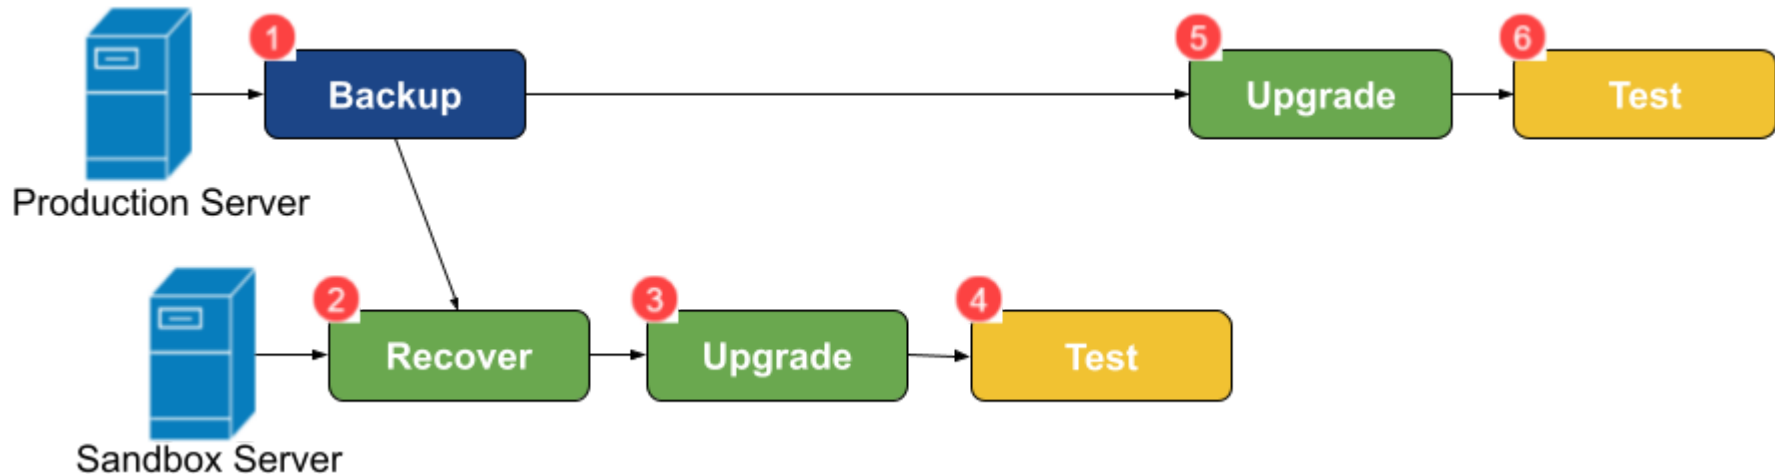 1
Backup
5
Upgrade
6
Test
Production Server
2
Recover
3
Upgrade
4
Test
Sandbox Server